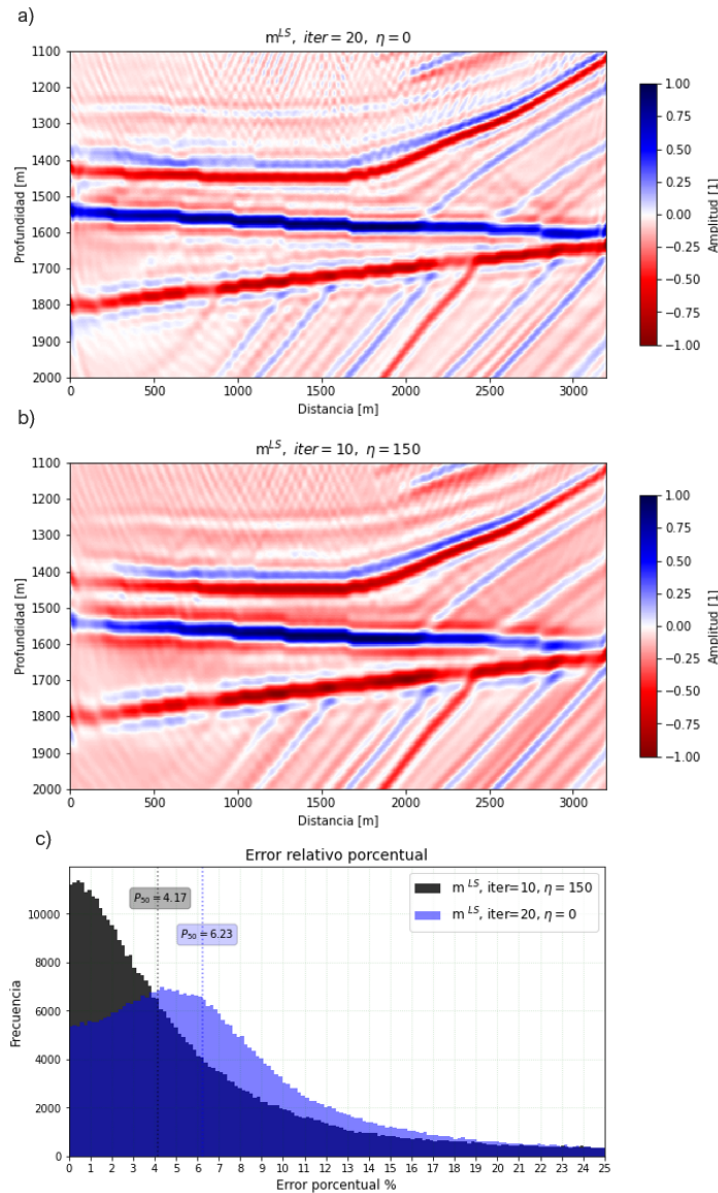 a)
m^LS, iter = 20, η = 0
1100
1200
1300
1400
1500
1600
1700
1800
1900
2000
Profundidad [m]
0 500 1000 1500 2000 2500 3000
Distancia [m]
1.00
0.75
0.50
0.25
0.00
−0.25
−0.50
−0.75
−1.00
Amplitud [1]
b)
m^LS, iter = 10, η = 150
1100
1200
1300
1400
1500
1600
1700
1800
1900
2000
Profundidad [m]
0 500 1000 1500 2000 2500 3000
Distancia [m]
1.00
0.75
0.50
0.25
0.00
−0.25
−0.50
−0.75
−1.00
Amplitud [1]
c)
Error relativo porcentual
m^LS, iter=10, η = 150
m^LS, iter=20, η = 0
P₅₀ = 4.17
P₅₀ = 6.23
10000
8000
6000
4000
2000
0
Frecuencia
0 1 2 3 4 5 6 7 8 9 10 11 12 13 14 15 16 17 18 19 20 21 22 23 24 25
Error porcentual %